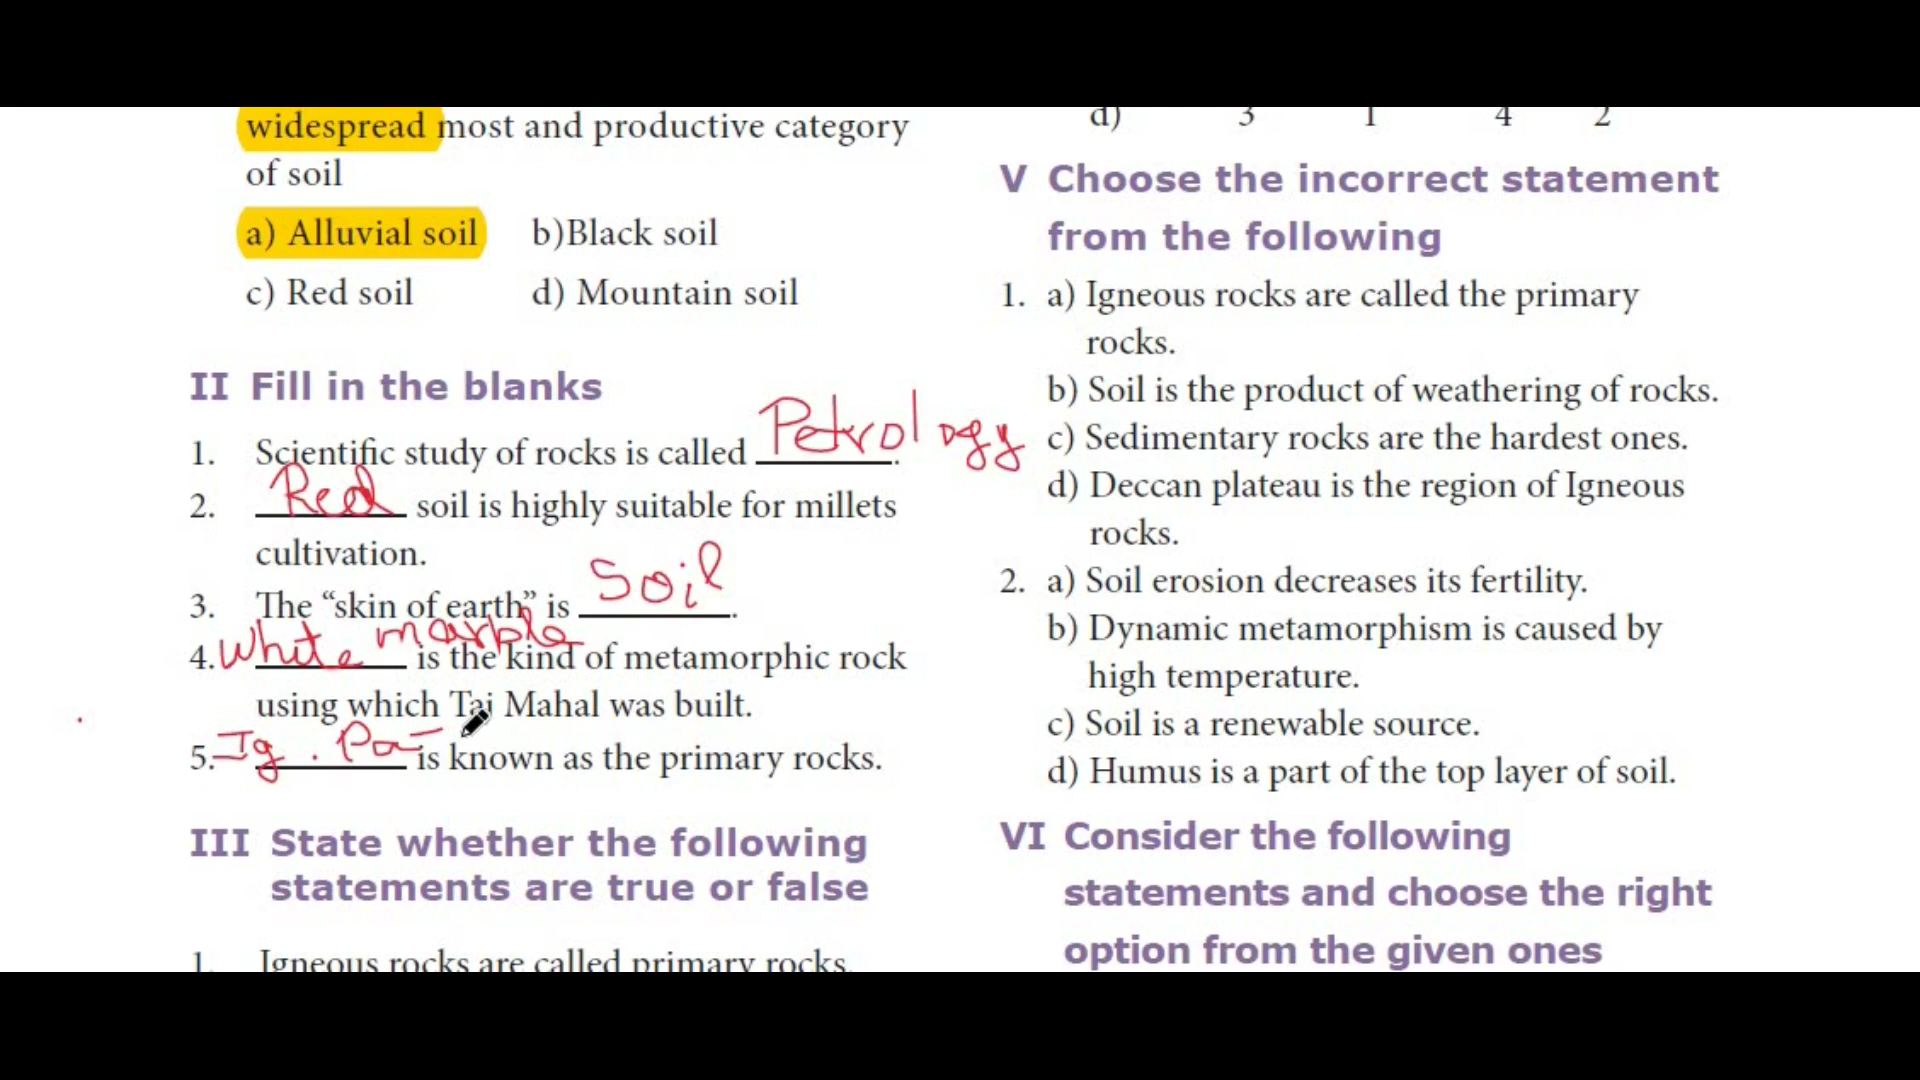 widespread most and productive category
of soil
a) Alluvial soil b)Black soil
c) Red soil d) Mountain soil
II Fill in the blanks
1. Scientific study of rocks is called Petrology.
2. Red soil is highly suitable for millets
cultivation.
3. The “skin of earth” is Soil.
4. White marble is the kind of metamorphic rock
using which Taj Mahal was built.
5. Ig. is known as the primary rocks.
III State whether the following
statements are true or false
1. Igneous rocks are called primary rocks.
d) 3 1 4 2
V Choose the incorrect statement
from the following
1. a) Igneous rocks are called the primary
rocks.
b) Soil is the product of weathering of rocks.
c) Sedimentary rocks are the hardest ones.
d) Deccan plateau is the region of Igneous
rocks.
2. a) Soil erosion decreases its fertility.
b) Dynamic metamorphism is caused by
high temperature.
c) Soil is a renewable source.
d) Humus is a part of the top layer of soil.
VI Consider the following
statements and choose the right
option from the given ones